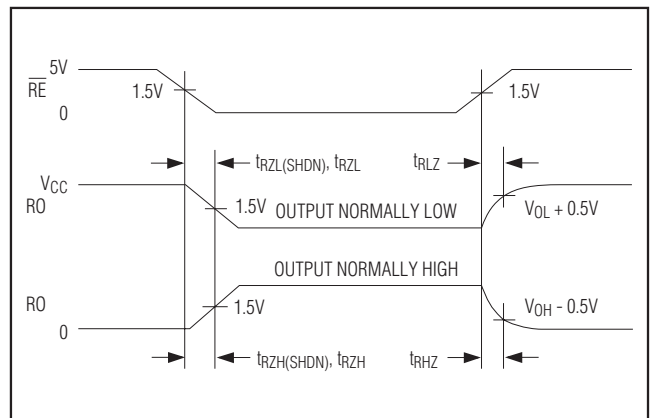 5V
RE
1.5V
1.5V
0
tRZL(SHDN), tRZL
tRLZ
VCC
RO
1.5V
OUTPUT NORMALLY LOW
VOL + 0.5V
OUTPUT NORMALLY HIGH
RO
1.5V
VOH - 0.5V
0
tRZH(SHDN), tRZH
tRHZ